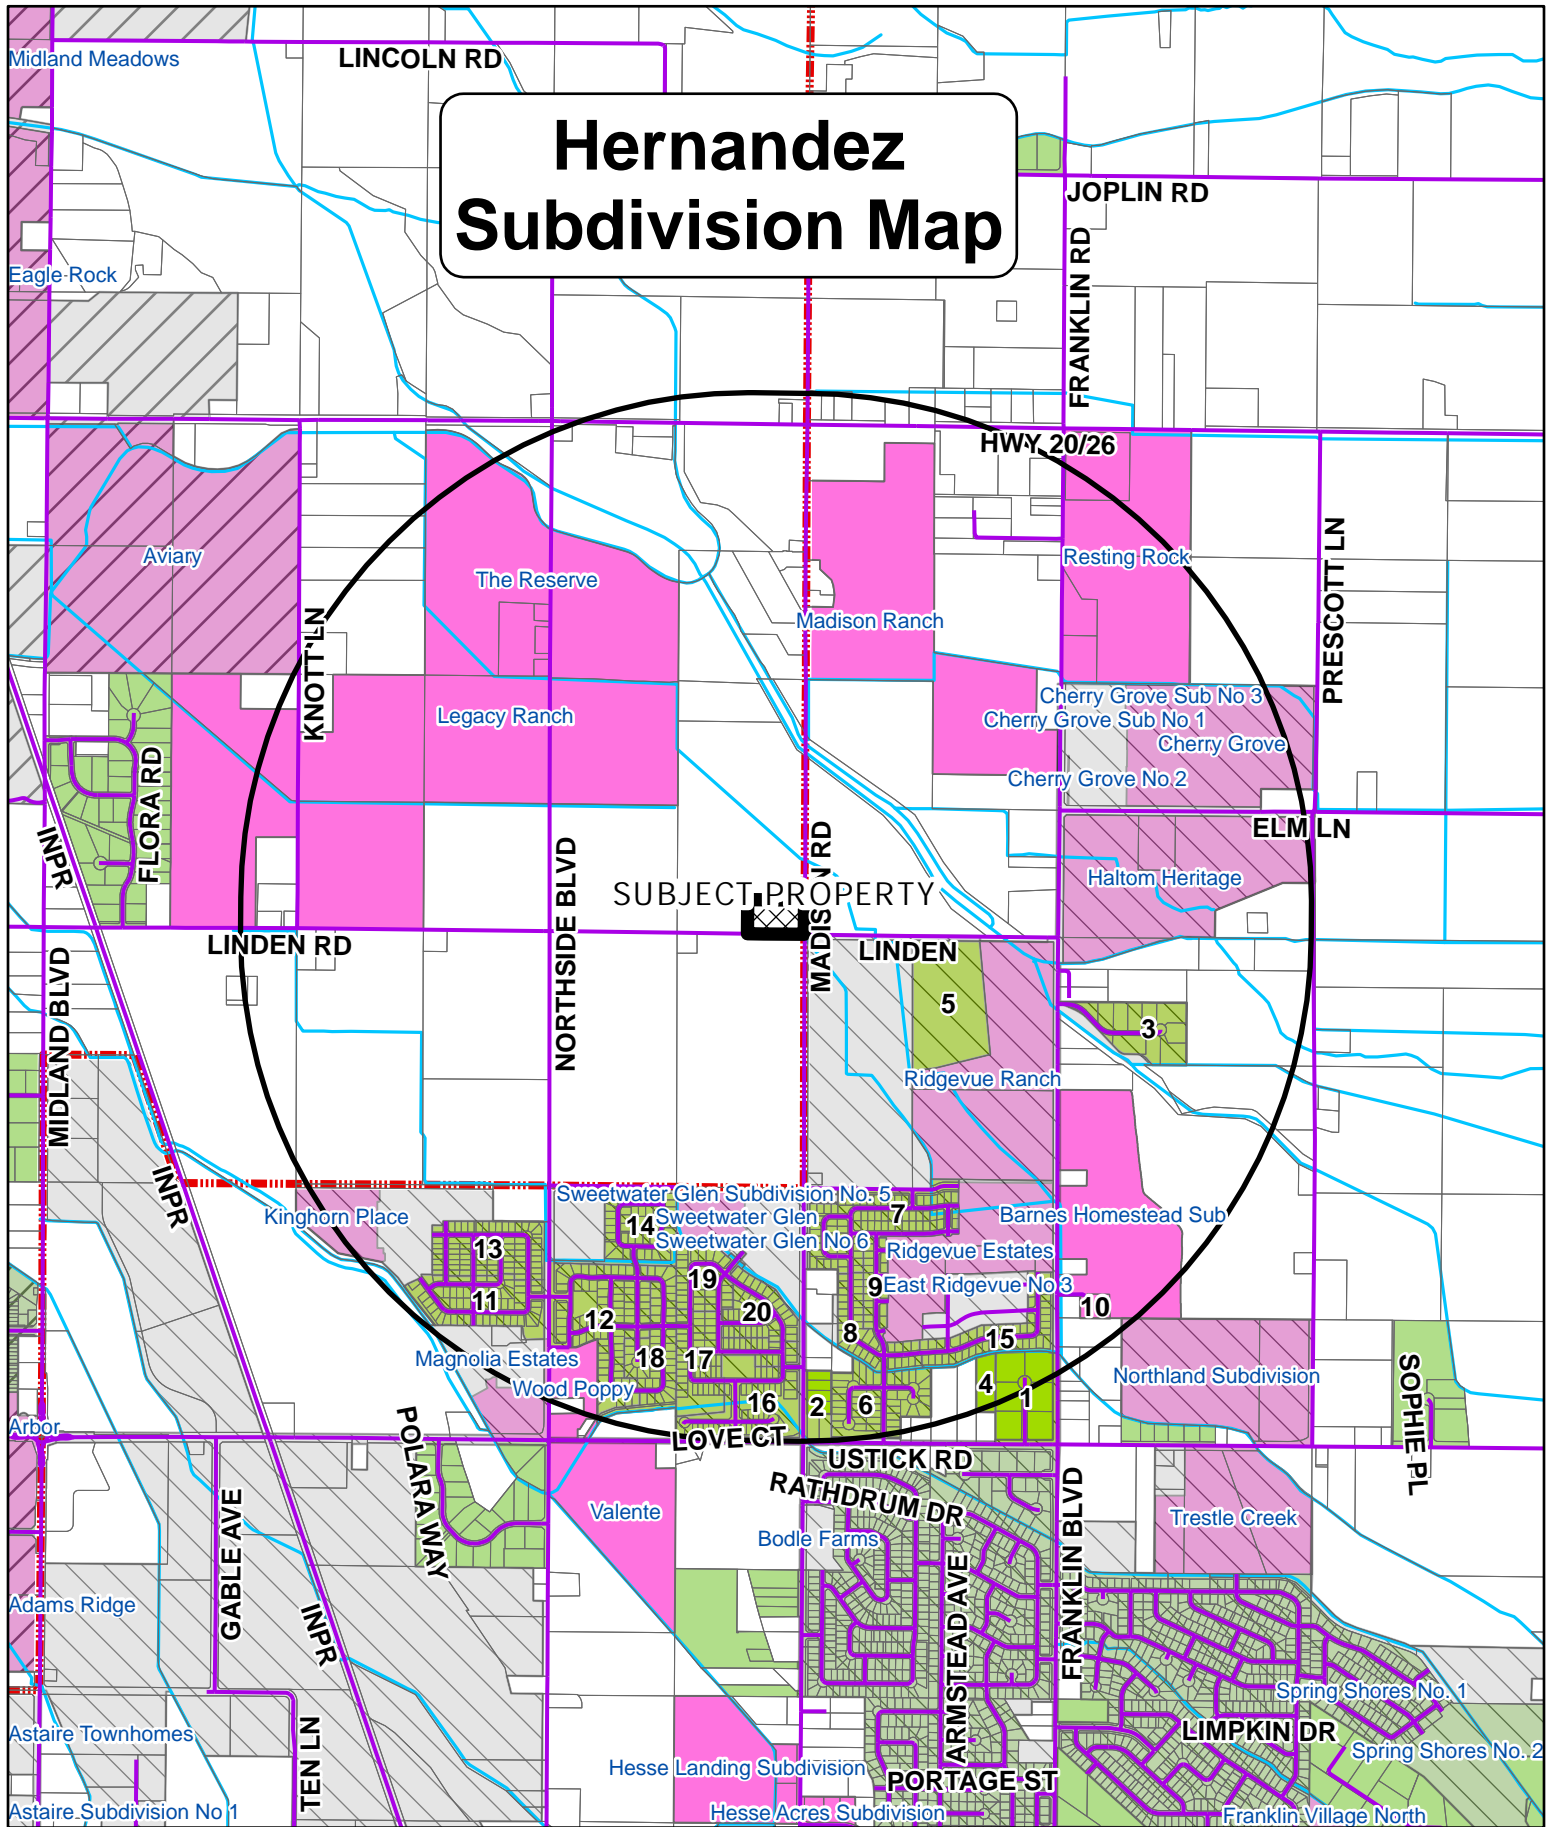 Midland Meadows
LINCOLN RD
Hernandez
Subdivision Map
JOPLIN RD
FRANKLIN RD
Eagle Rock
HWY 20/26
Aviary
The Reserve
Resting Rock
PRESCOTT LN
KNOTT LN
Madison Ranch
Cherry Grove Sub No 3
Legacy Ranch
Cherry Grove Sub No 1
Cherry Grove
Cherry Grove No 2
FLORA RD
INPR
ELM LN
NORTHSIDE BLVD
MADISON RD
Haltom Heritage
SUBJECT PROPERTY
LINDEN RD
LINDEN
MIDLAND BLVD
5
3
Ridgevue Ranch
INPR
Sweetwater Glen Subdivision No. 5
Kinghorn Place
14
Sweetwater Glen
7
Barnes Homestead Sub
Sweetwater Glen No 6
13
Ridgevue Estates
19
9
East Ridgevue No 3
11
20
10
12
8
15
Magnolia Estates
18
17
Northland Subdivision
Wood Poppy
4
1
16
2
6
SOPHIE PL
Arbor
POLARA WAY
LOVE CT
USTICK RD
RATHDRUM DR
Valente
Trestle Creek
Bodle Farms
GABLE AVE
FRANKLIN BLVD
ARMSTEAD AVE
Adams Ridge
INPR
Spring Shores No. 1
Astaire Townhomes
LIMPKIN DR
Spring Shores No. 2
TEN LN
Hesse Landing Subdivision
PORTAGE ST
Astaire Subdivision No 1
Hesse Acres Subdivision
Franklin Village North